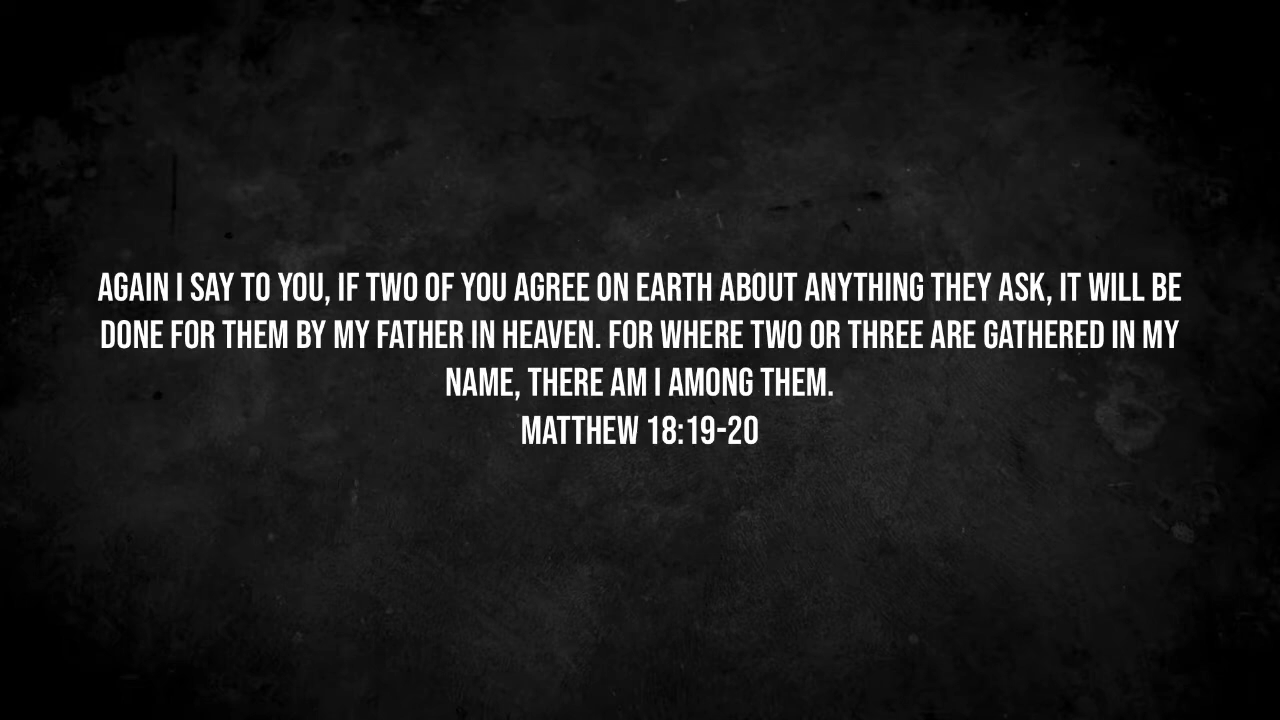 AGAIN I SAY TO YOU, IF TWO OF YOU AGREE ON EARTH ABOUT ANYTHING THEY ASK, IT WILL BE
DONE FOR THEM BY MY FATHER IN HEAVEN. FOR WHERE TWO OR THREE ARE GATHERED IN MY
NAME, THERE AM I AMONG THEM.
MATTHEW 18:19-20